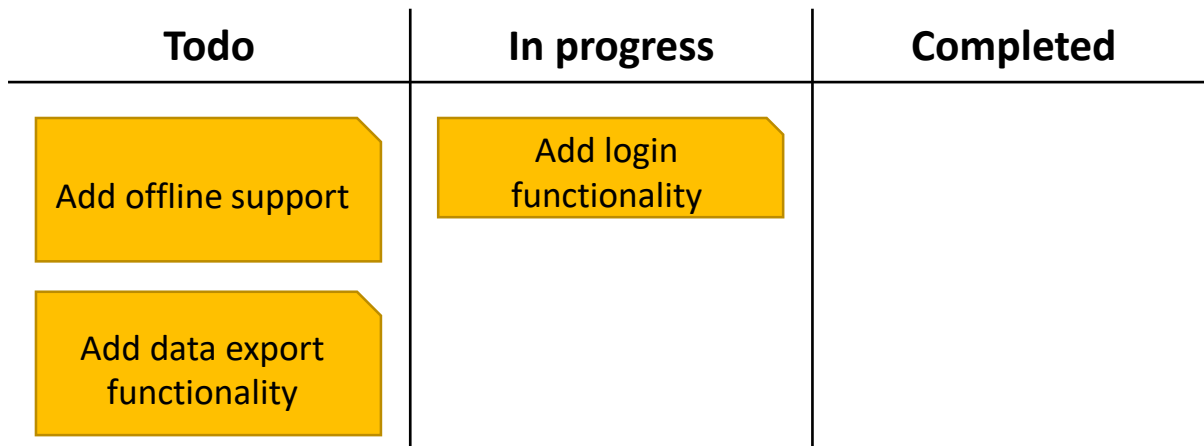 Todo
In progress
Completed
Add offline support
Add data export
functionality
Add login
functionality